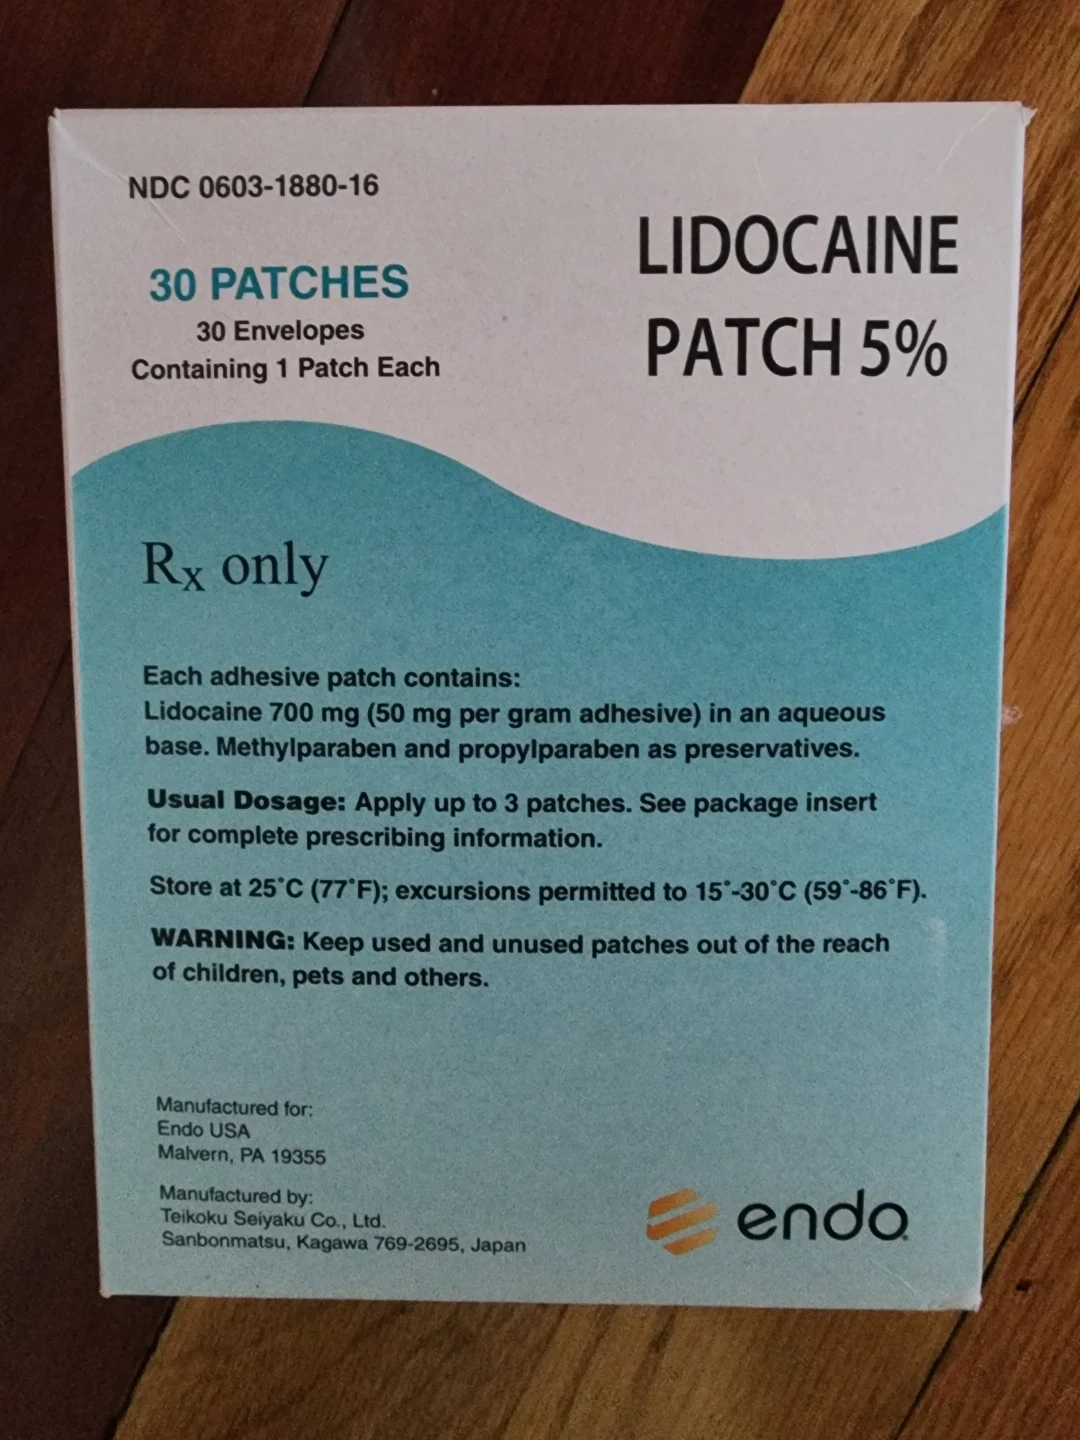 NDC 0603-1880-16
30 PATCHES
30 Envelopes
Containing 1 Patch Each
LIDOCAINE
PATCH 5%
Rx only
Each adhesive patch contains:
Lidocaine 700 mg (50 mg per gram adhesive) in an aqueous
base. Methylparaben and propylparaben as preservatives.
Usual Dosage: Apply up to 3 patches. See package insert
for complete prescribing information.
Store at 25˚C (77˚F); excursions permitted to 15˚-30˚C (59˚-86˚F).
WARNING: Keep used and unused patches out of the reach
of children, pets and others.
Manufactured for:
Endo USA
Malvern, PA 19355
Manufactured by:
Teikoku Seiyaku Co., Ltd.
Sanbonmatsu, Kagawa 769-2695, Japan
endo